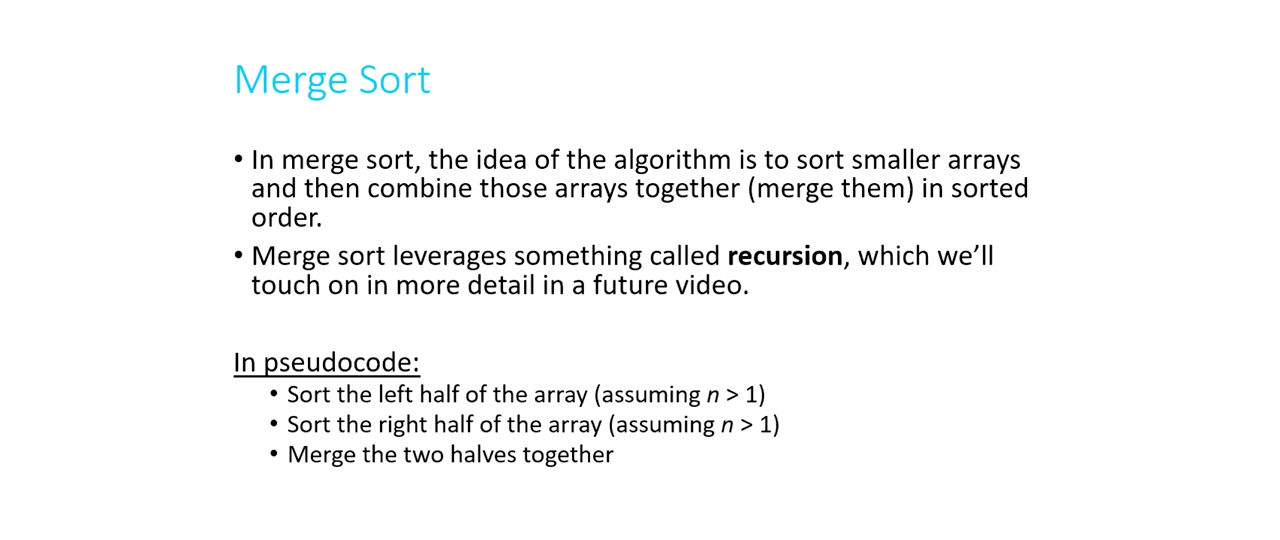 Merge Sort
• In merge sort, the idea of the algorithm is to sort smaller arrays
and then combine those arrays together (merge them) in sorted
order.
• Merge sort leverages something called recursion, which we’ll
touch on in more detail in a future video.
In pseudocode:
• Sort the left half of the array (assuming n > 1)
• Sort the right half of the array (assuming n > 1)
• Merge the two halves together